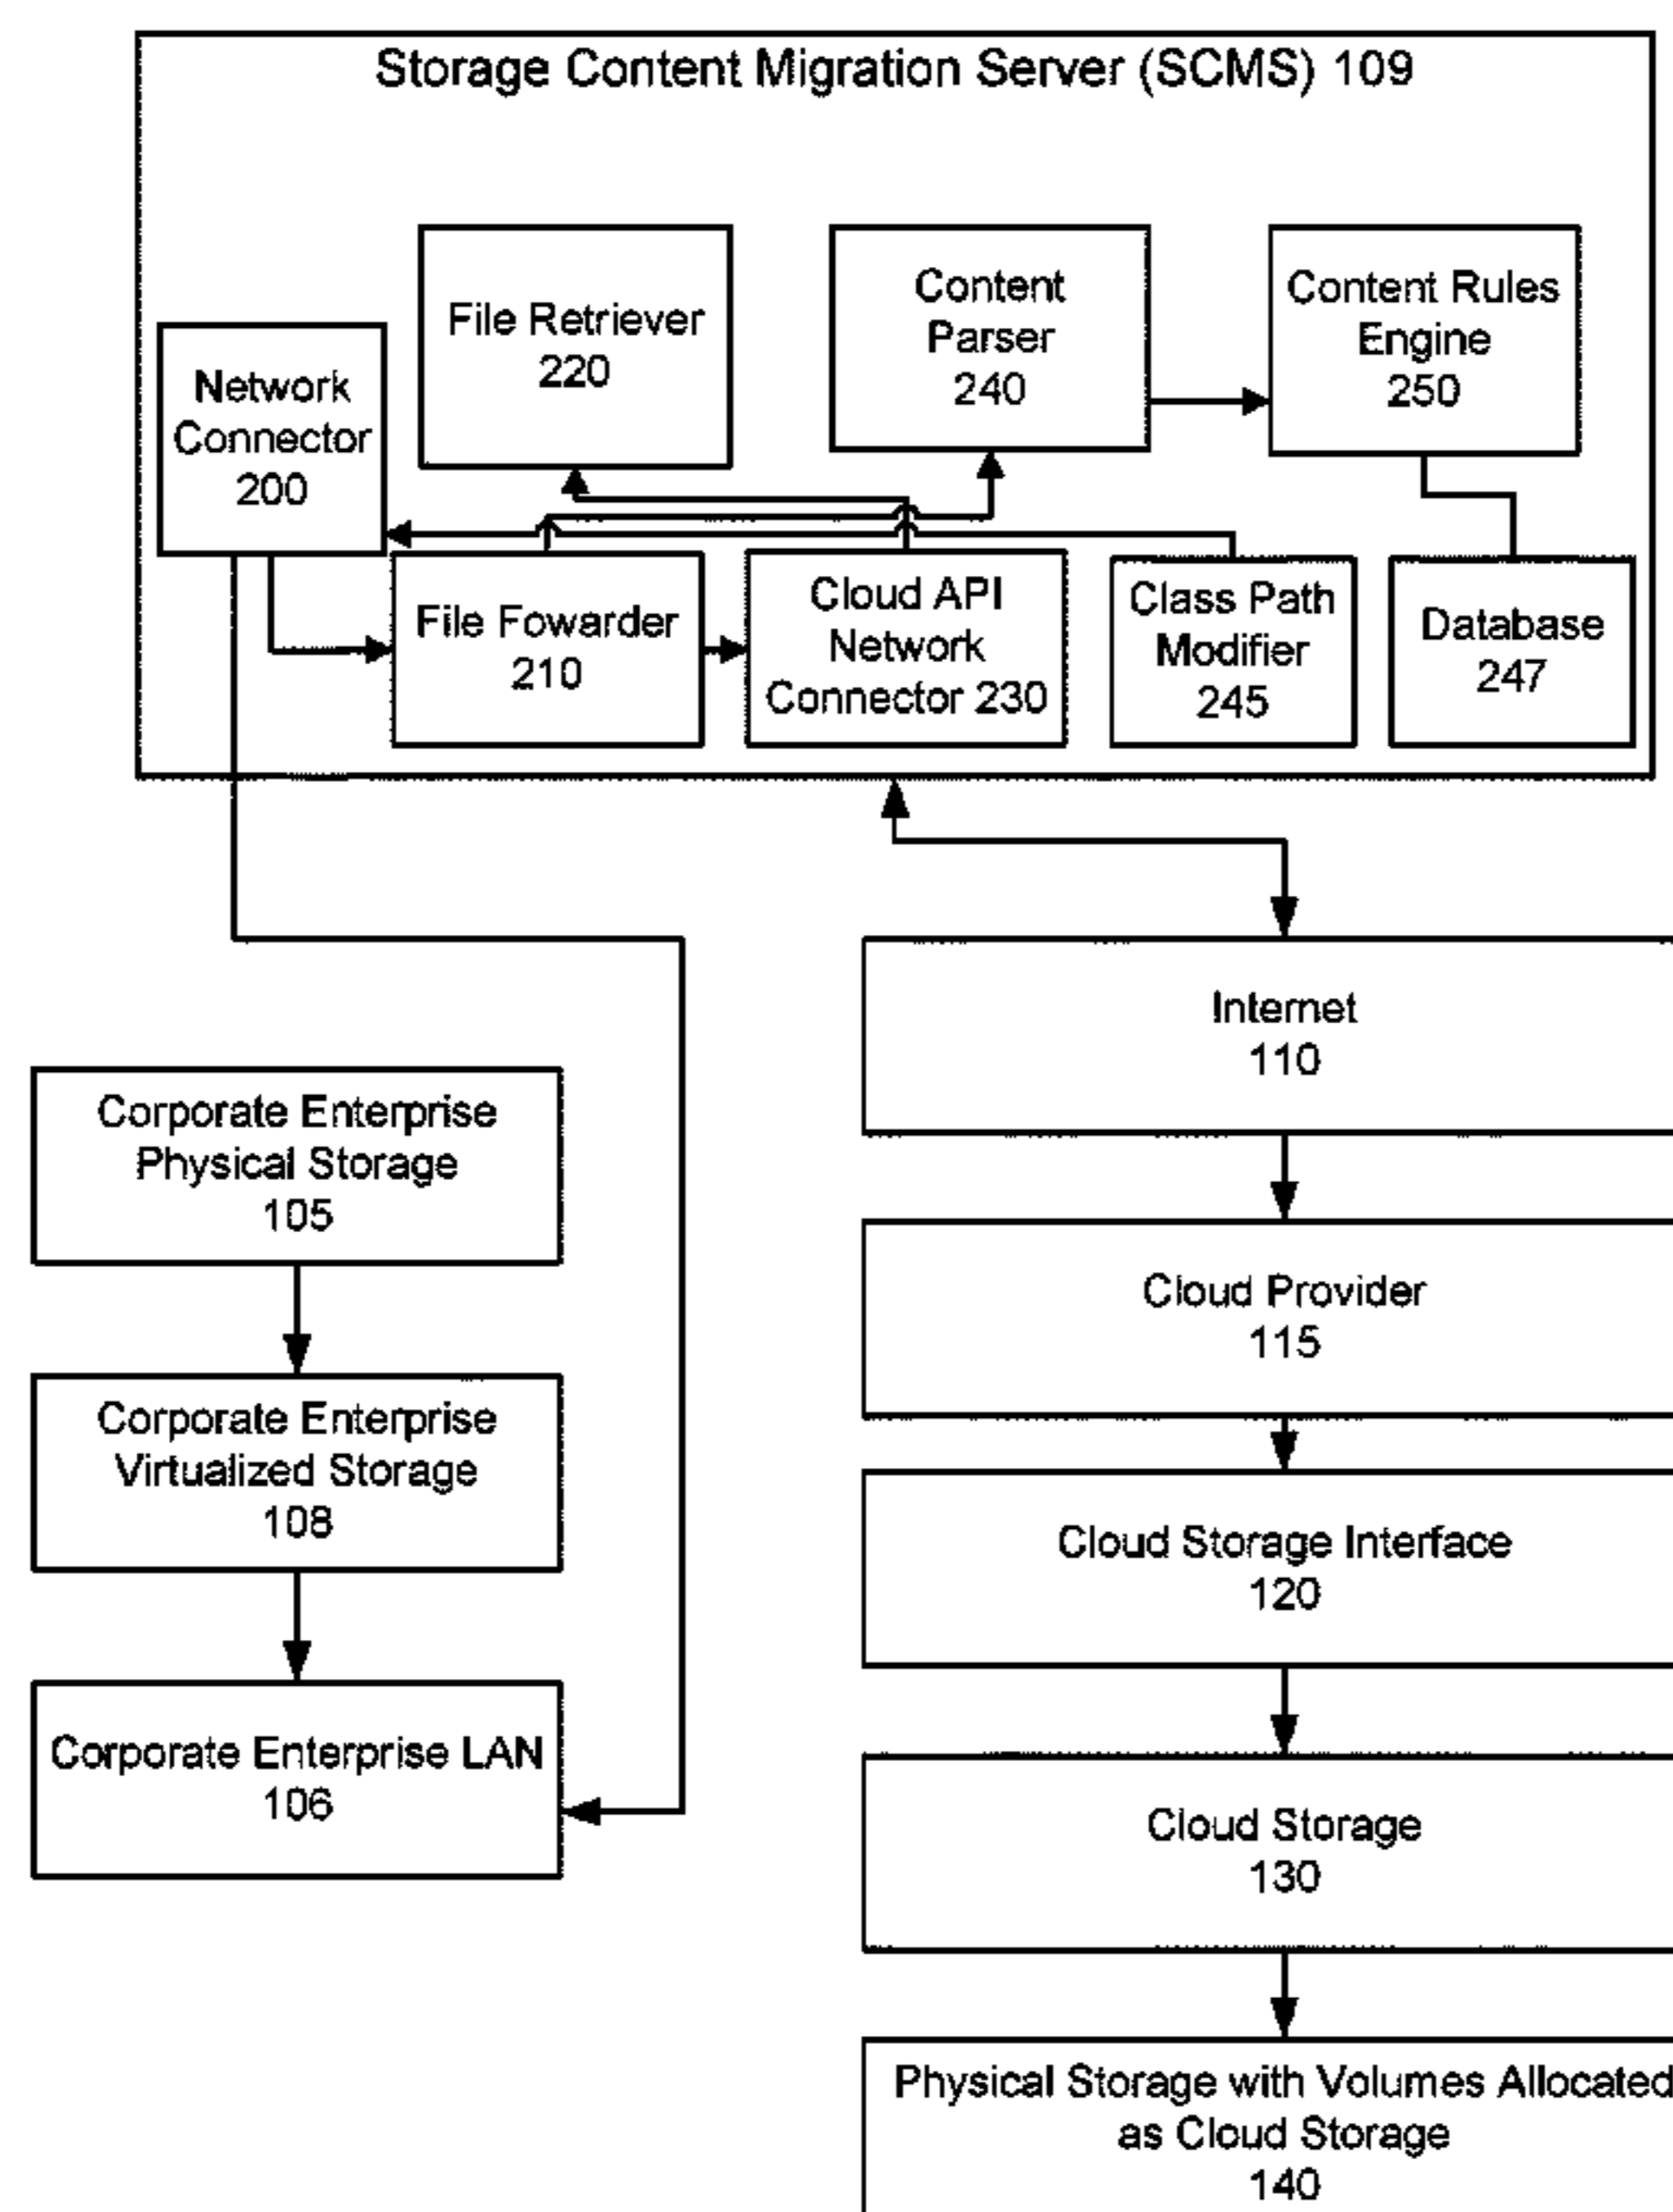 Storage Content Migration Server (SCMS) 109
File Retriever
220
Content
Parser
240
Content Rules
Engine
250
Network
Connector
200
File Fowarder
210
Cloud API
Network
Connector 230
Class Path
Modifier
245
Database
247
Internet
110
Corporate Enterprise
Physical Storage
105
Cloud Provider
115
Corporate Enterprise
Virtualized Storage
108
Cloud Storage Interface
120
Corporate Enterprise LAN
106
Cloud Storage
130
Physical Storage with Volumes Allocated
as Cloud Storage
140